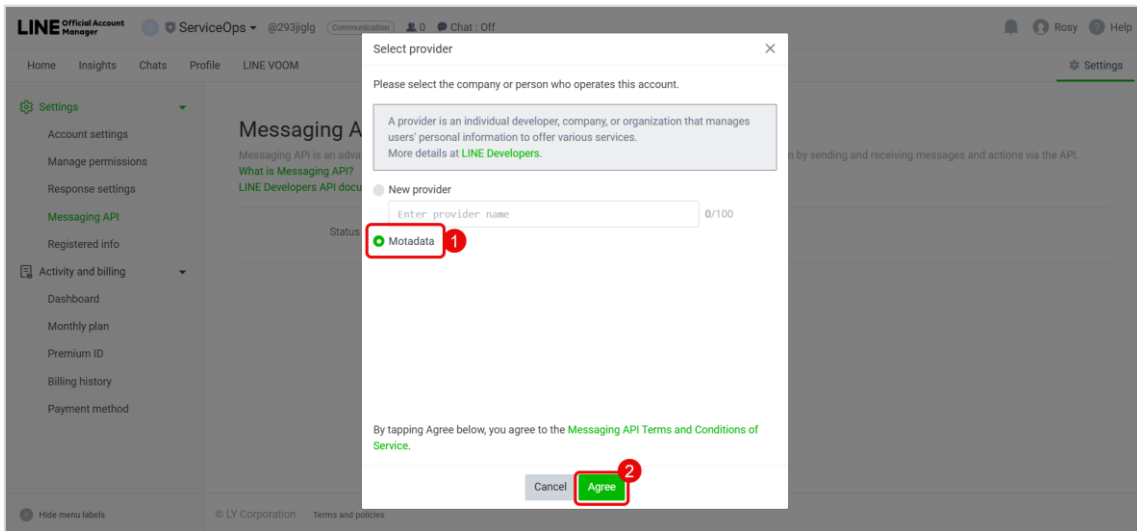 LINE Official Account Manager
ServiceOps @293jiglg Communication 0 Chat : Off
Rosy Help
Home Insights Chats Profile LINE VOOM
Settings
Settings
Account settings
Manage permissions
Response settings
Messaging API
Registered info
Activity and billing
Dashboard
Monthly plan
Premium ID
Billing history
Payment method
Hide menu labels
Messaging A
Messaging API is an adva
n by sending and receiving messages and actions via the API.
What is Messaging API?
LINE Developers API docu
Status
Select provider
Please select the company or person who operates this account.
A provider is an individual developer, company, or organization that manages
users' personal information to offer various services.
More details at LINE Developers.
New provider
Enter provider name 0/100
Motadata 1
By tapping Agree below, you agree to the Messaging API Terms and Conditions of
Service.
2
Cancel Agree
© LY Corporation Terms and policies